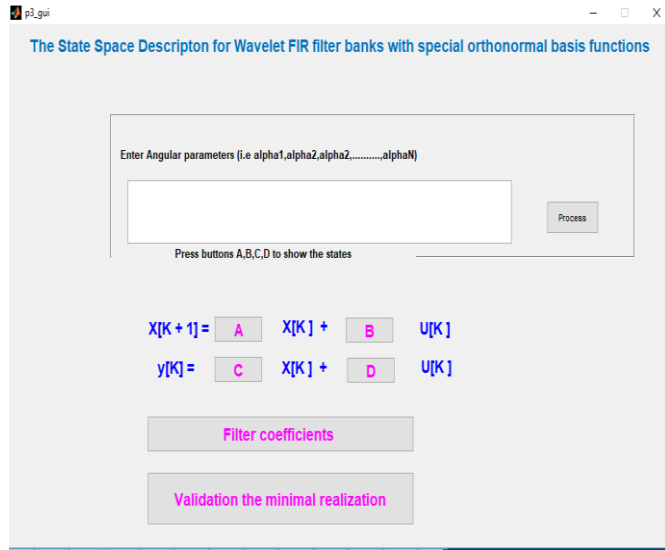 p3_gui
The State Space Descripton for Wavelet FIR filter banks with special orthonormal basis functions
Enter Angular parameters (i.e alpha1,alpha2,alpha2,..........,alphaN)
Process
Press buttons A,B,C,D to show the states
X[K + 1] = A X[K ] + B U[K ]
y[K] = C X[K ] + D U[K ]
Filter coefficients
Validation the minimal realization